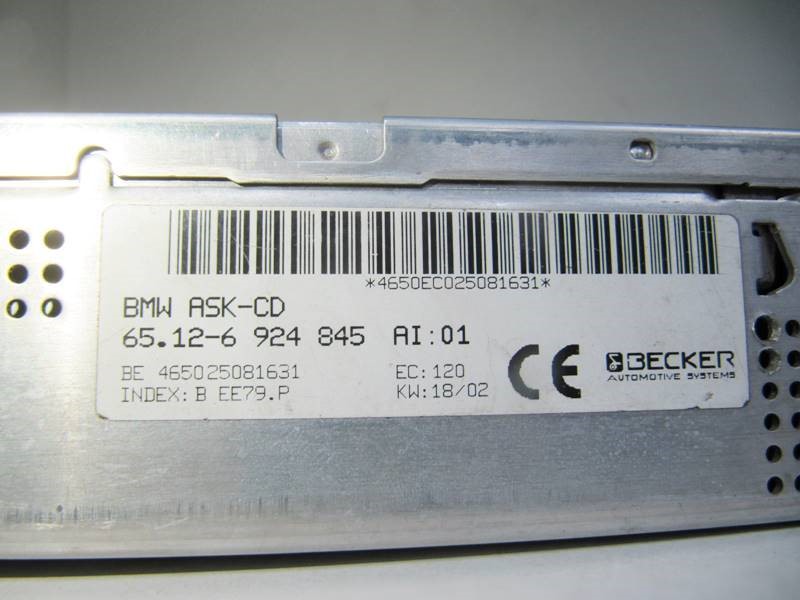 *4650EC025081631*
BMW ASK-CD
65.12-6 924 845 AI:01
BE 465025081631 EC:120
INDEX: B EE79.P KW:18/02
CE
BECKER
AUTOMOTIVE SYSTEMS